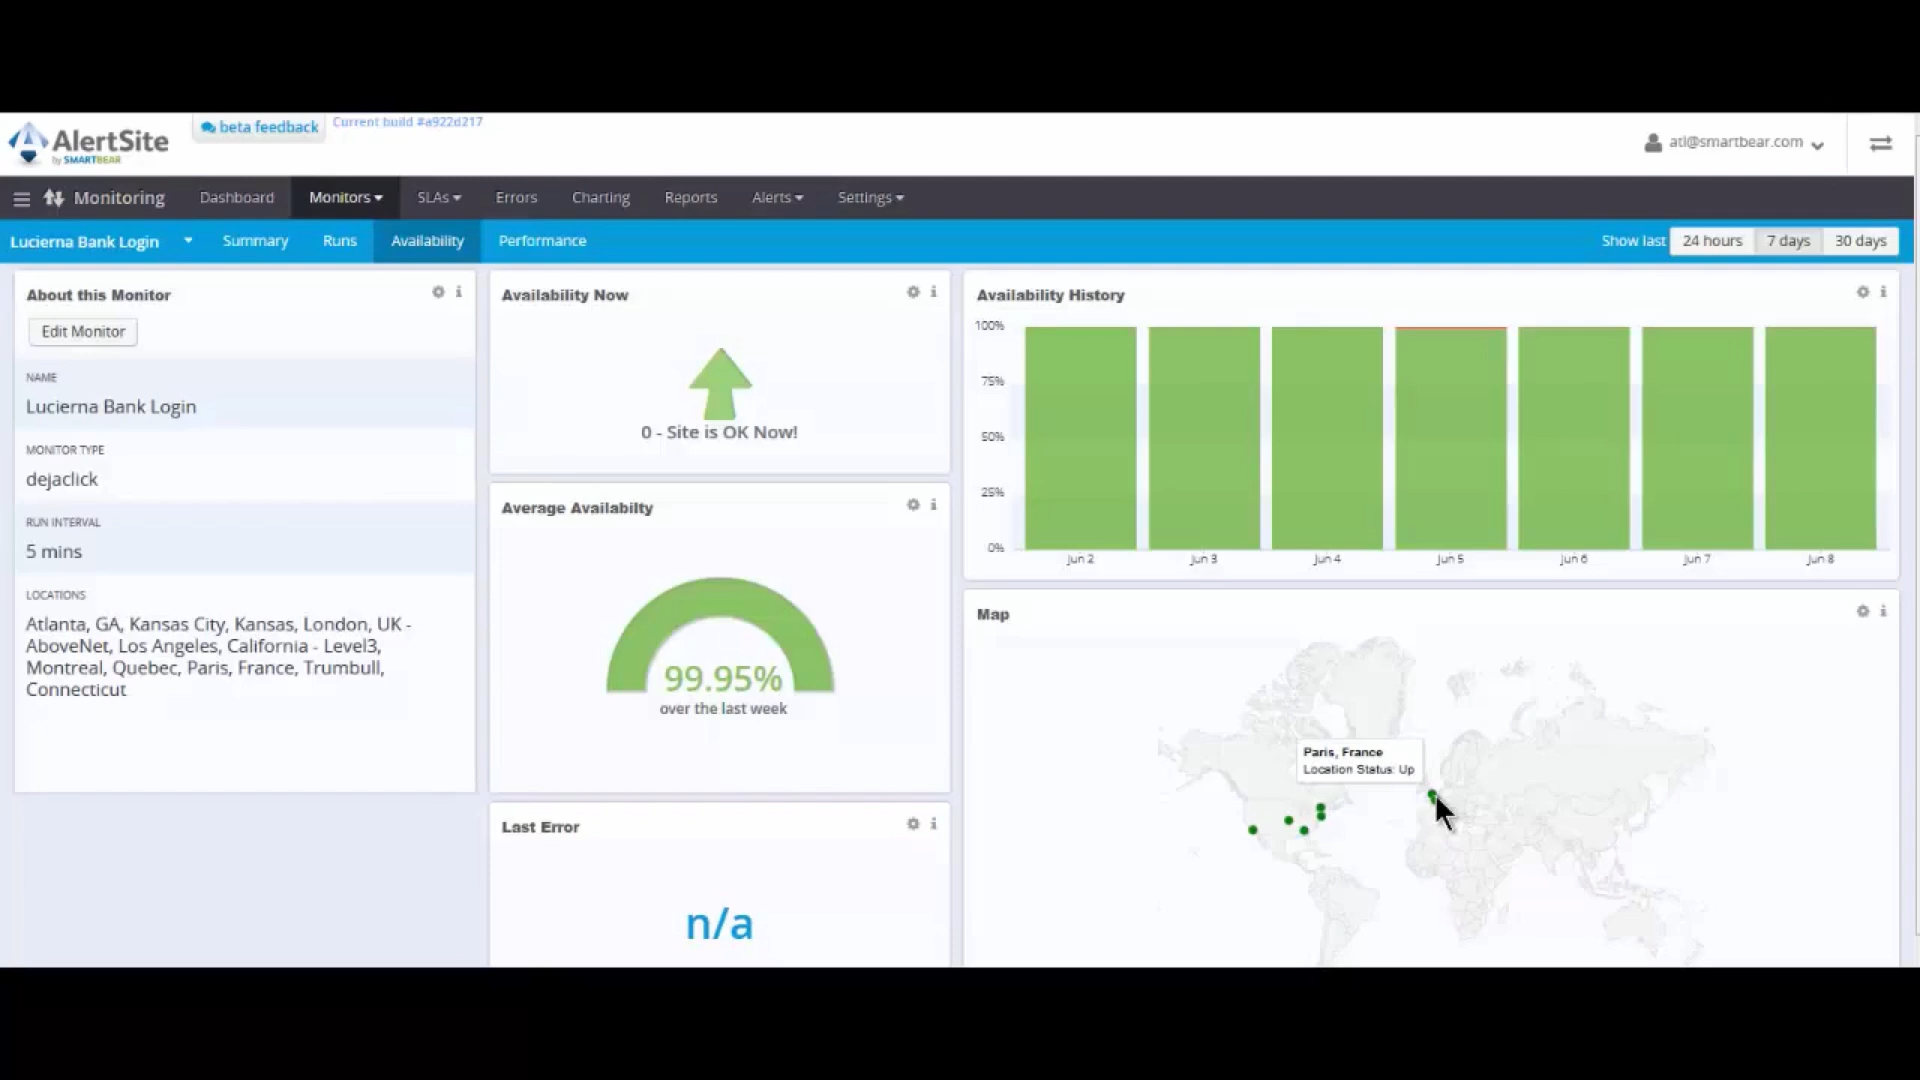 AlertSite
by SMARTBEAR
beta feedback
Current build #a922d217
atl@smartbear.com
Monitoring
Dashboard
Monitors
SLAs
Errors
Charting
Reports
Alerts
Settings
Lucierna Bank Login
Summary
Runs
Availability
Performance
Show last
24 hours
7 days
30 days
About this Monitor
Edit Monitor
NAME
Lucierna Bank Login
MONITOR TYPE
dejaclick
RUN INTERVAL
5 mins
LOCATIONS
Atlanta, GA, Kansas City, Kansas, London, UK -
AboveNet, Los Angeles, California - Level3,
Montreal, Quebec, Paris, France, Trumbull,
Connecticut
Availability Now
0 - Site is OK Now!
Average Availabilty
99.95%
over the last week
Last Error
n/a
Availability History
100%
75%
50%
25%
0%
Jun 2
Jun 3
Jun 4
Jun 5
Jun 6
Jun 7
Jun 8
Map
Paris, France
Location Status: Up